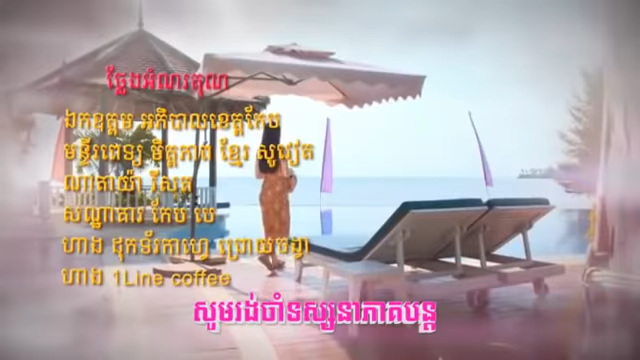 ថ្លែងអំណរគុណ
ឯកឧត្តម អភិបាលខេត្តកែប
មន្ទីរពេទ្យ មិត្តភាព ខ្មែរ សូវៀត
ណាតាយ៉ា រីសត
សណ្ឋាគារ កែប បេ
ហាង ដុកទ័រកាហ្វេ ជ្រោយចង្វា
ហាង 1Line coffee
សូមរង់ចាំទស្សនាភាគបន្ត